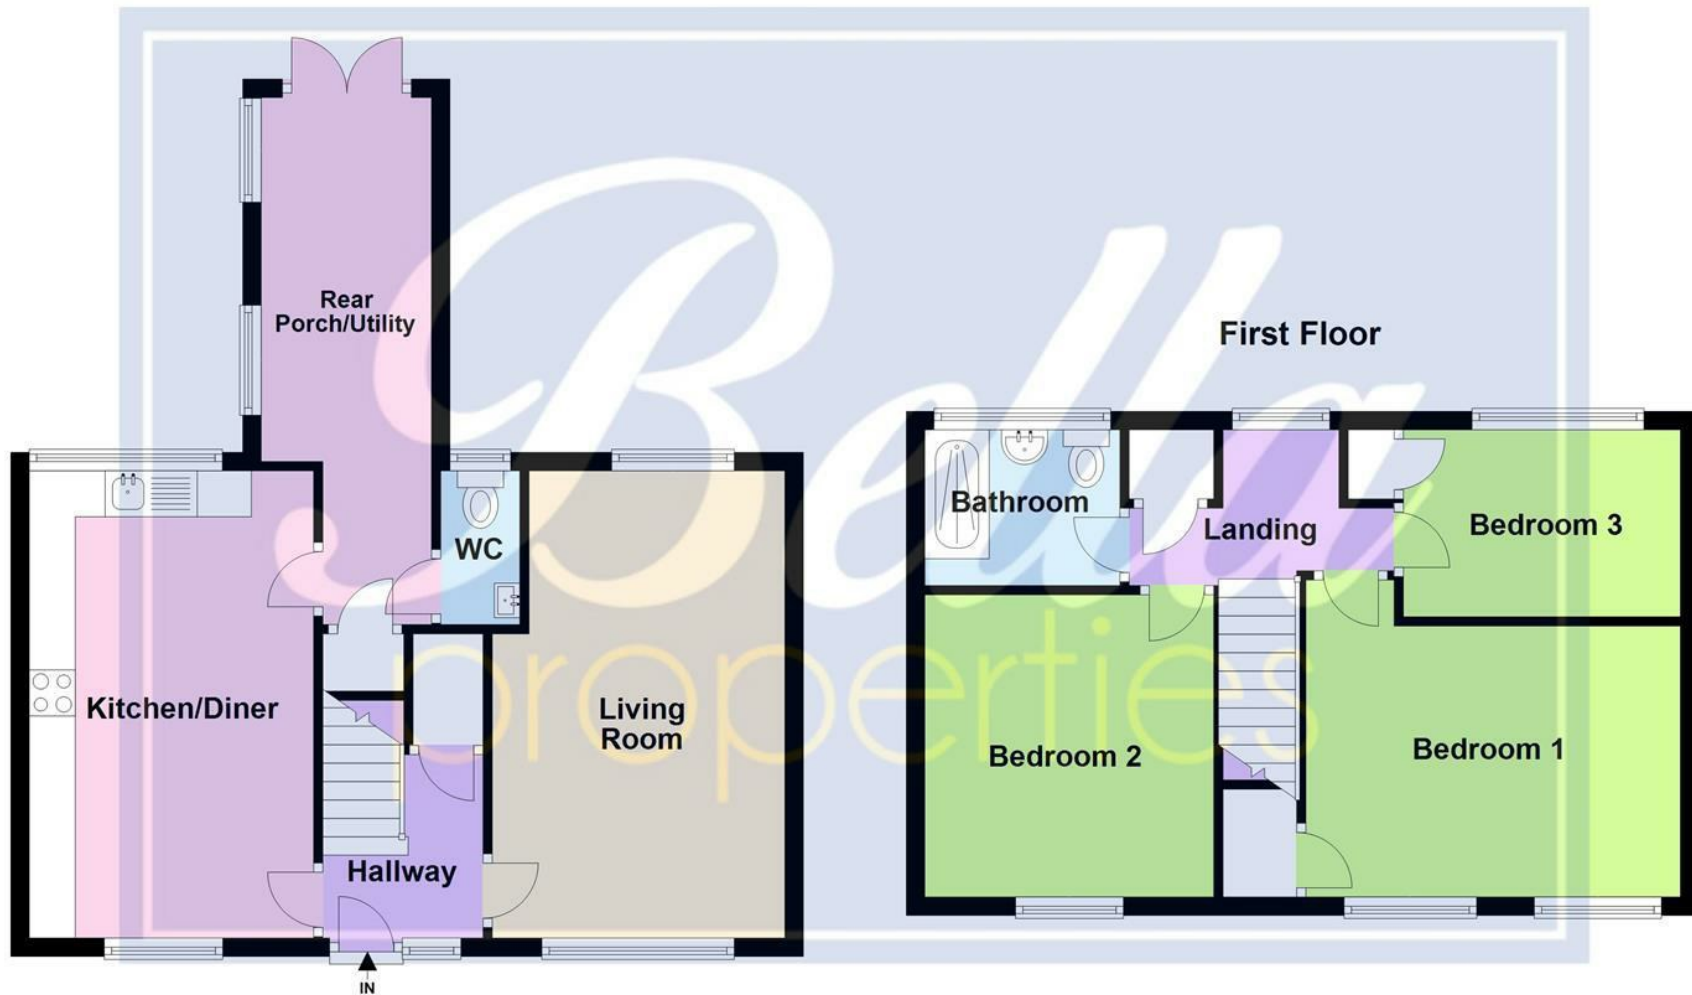 Rear
Porch/Utility
WC
Kitchen/Diner
Living
Room
Hallway
IN
First Floor
Bathroom
Landing
Bedroom 3
Bedroom 2
Bedroom 1
Bella
properties